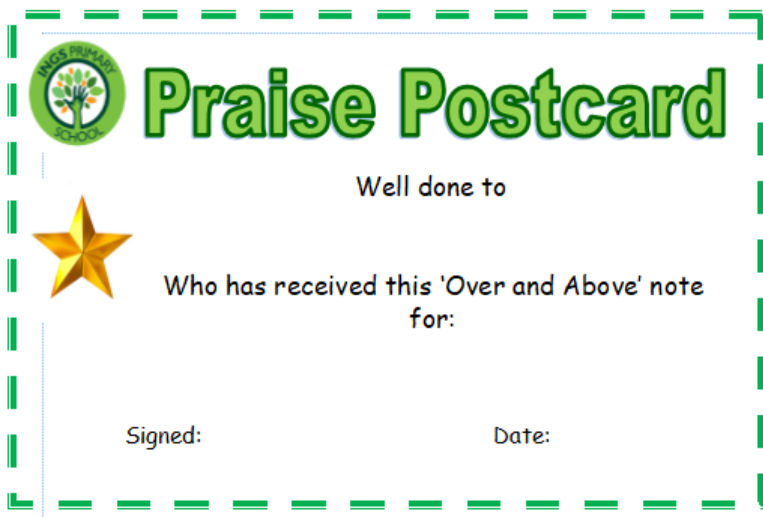 INGS PRIMARY
SCHOOL
Praise Postcard
Well done to
Who has received this ‘Over and Above’ note
for:
Signed: Date: